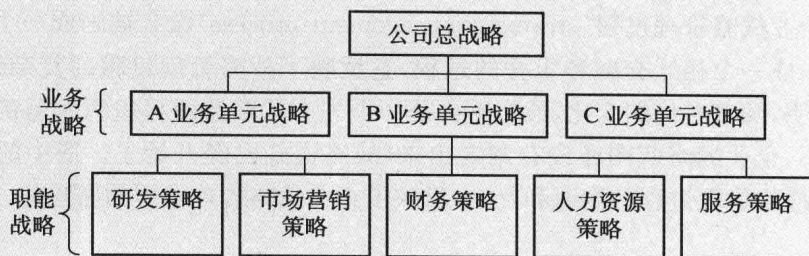 公司总战略
业务
战略
A 业务单元战略
B 业务单元战略
C 业务单元战略
职能
战略
研发策略
市场营销
策略
财务策略
人力资源
策略
服务策略